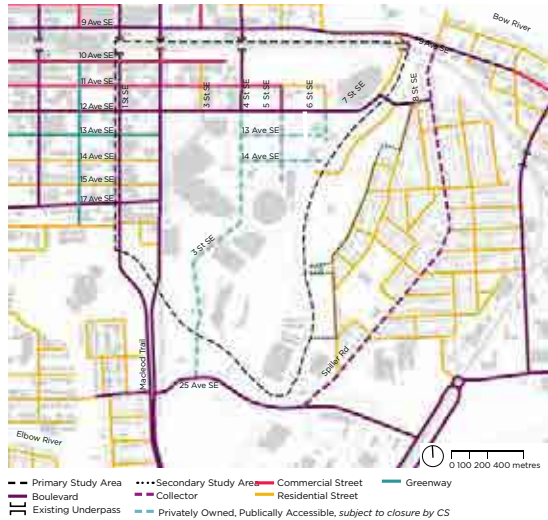 9 Ave SE
Bow River
9 Ave SE
10 Ave SE
11 Ave SE
12 Ave SE
13 Ave SE
14 Ave SE
15 Ave SE
17 Ave SE
1 St SE
3 St SE
4 St SE
5 St SE
6 St SE
7 St SE
8 St SE
13 Ave SE
14 Ave SE
3 St SE
Macleod Trail
Spiller Rd
25 Ave SE
Elbow River
0 100 200 400 metres
Primary Study Area Secondary Study Area Commercial Street Greenway
Boulevard Collector Residential Street
Existing Underpass Privately Owned, Publically Accessible, subject to closure by CS